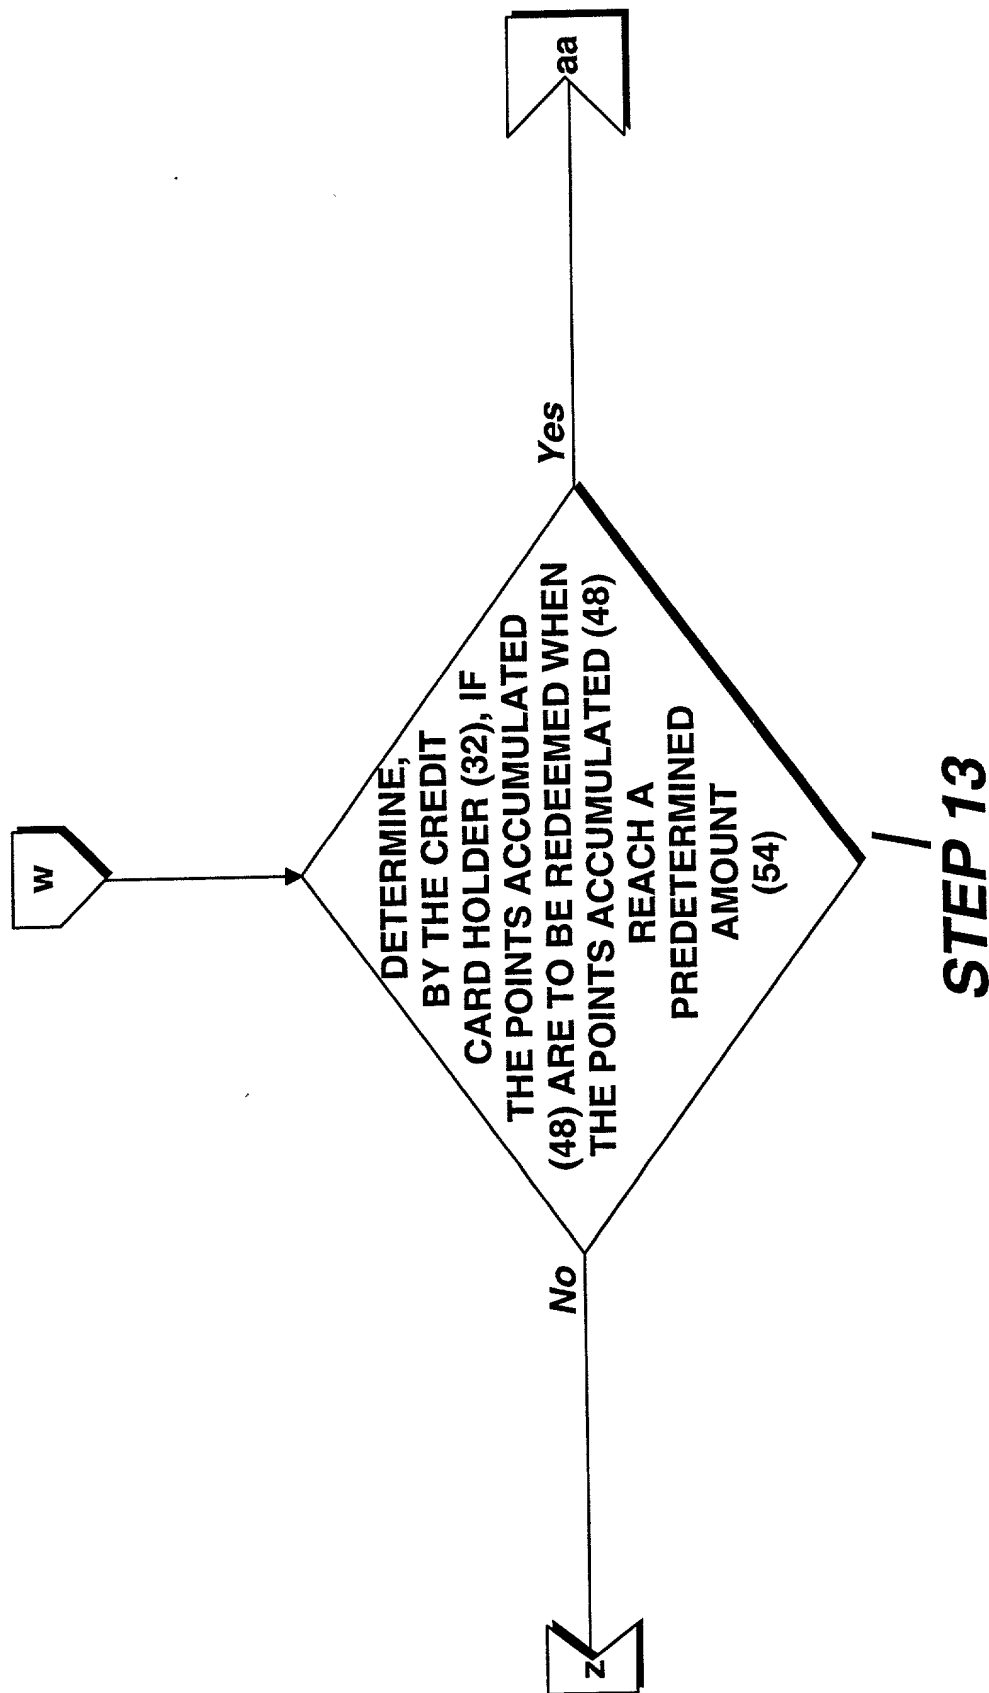 w
DETERMINE,
BY THE CREDIT
CARD HOLDER (32), IF
THE POINTS ACCUMULATED
(48) ARE TO BE REDEEMED WHEN
THE POINTS ACCUMULATED (48)
REACH A
PREDETERMINED
AMOUNT
(54)
No
Yes
z
aa
STEP 13